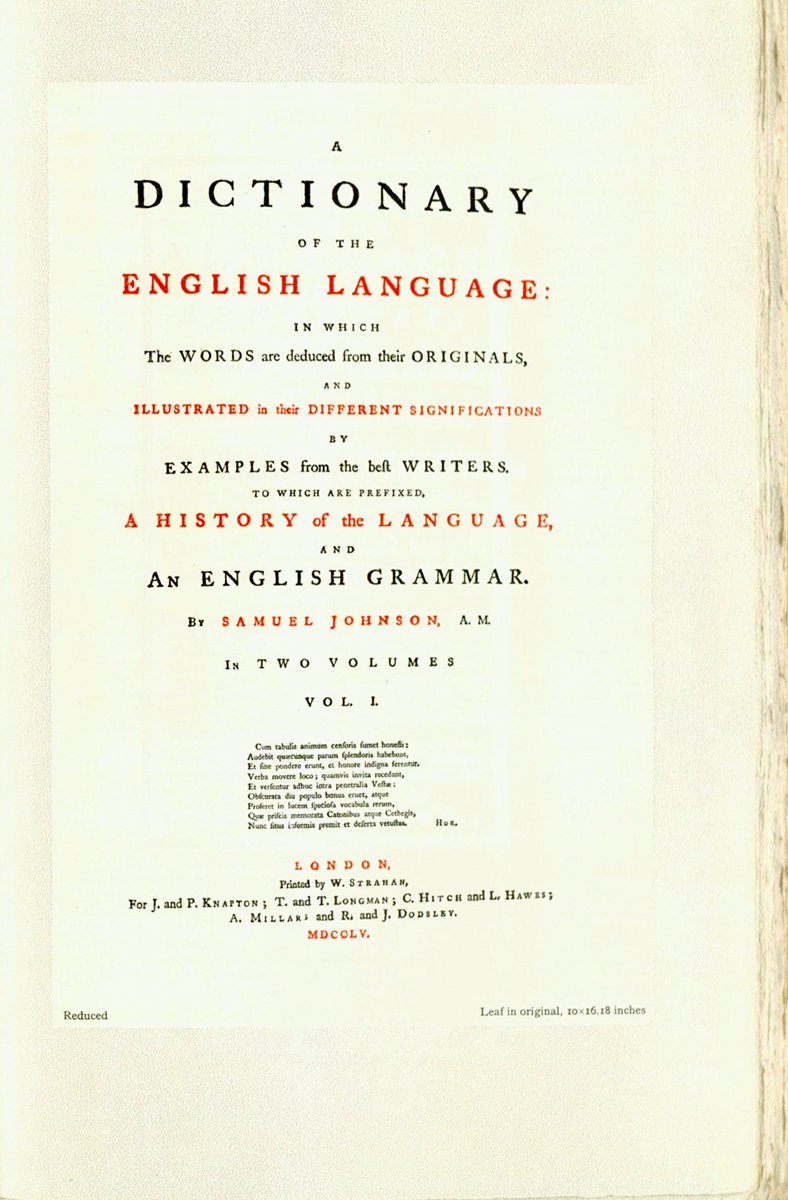 A
DICTIONARY
OF THE
ENGLISH LANGUAGE:
IN WHICH
The WORDS are deduced from their ORIGINALS,
AND
ILLUSTRATED in their DIFFERENT SIGNIFICATIONS
BY
EXAMPLES from the beſt WRITERS.
TO WHICH ARE PREFIXED,
A HISTORY of the LANGUAGE,
AND
AN ENGLISH GRAMMAR.
BY SAMUEL JOHNSON, A. M.
IN TWO VOLUMES
VOL. I.
Cum tabulis animum cenſoris ſumet honeſti:
Audebit quæcunque parum ſplendoris habebunt,
Et ſine pondere erunt, et honore indigna ferentur.
Verba movere loco; quamvis invita recedant,
Et verſentur adhuc intra penetralia Veſtæ:
Obſcurata diu populo bonus eruet, atque
Proferet in lucem ſpecioſa vocabula rerum,
Quæ priſcis memorata Catonibus atque Cethegis,
Nunc ſitus informis premit et deſerta vetuſtas. HOR.
LONDON,
Printed by W. STRAHAN,
For J. and P. KNAPTON; T. and T. LONGMAN; C. HITCH and L. HAWES;
A. MILLAR; and R. and J. DODSLEY.
MDCCLV.
Reduced
Leaf in original, 10×16.18 inches